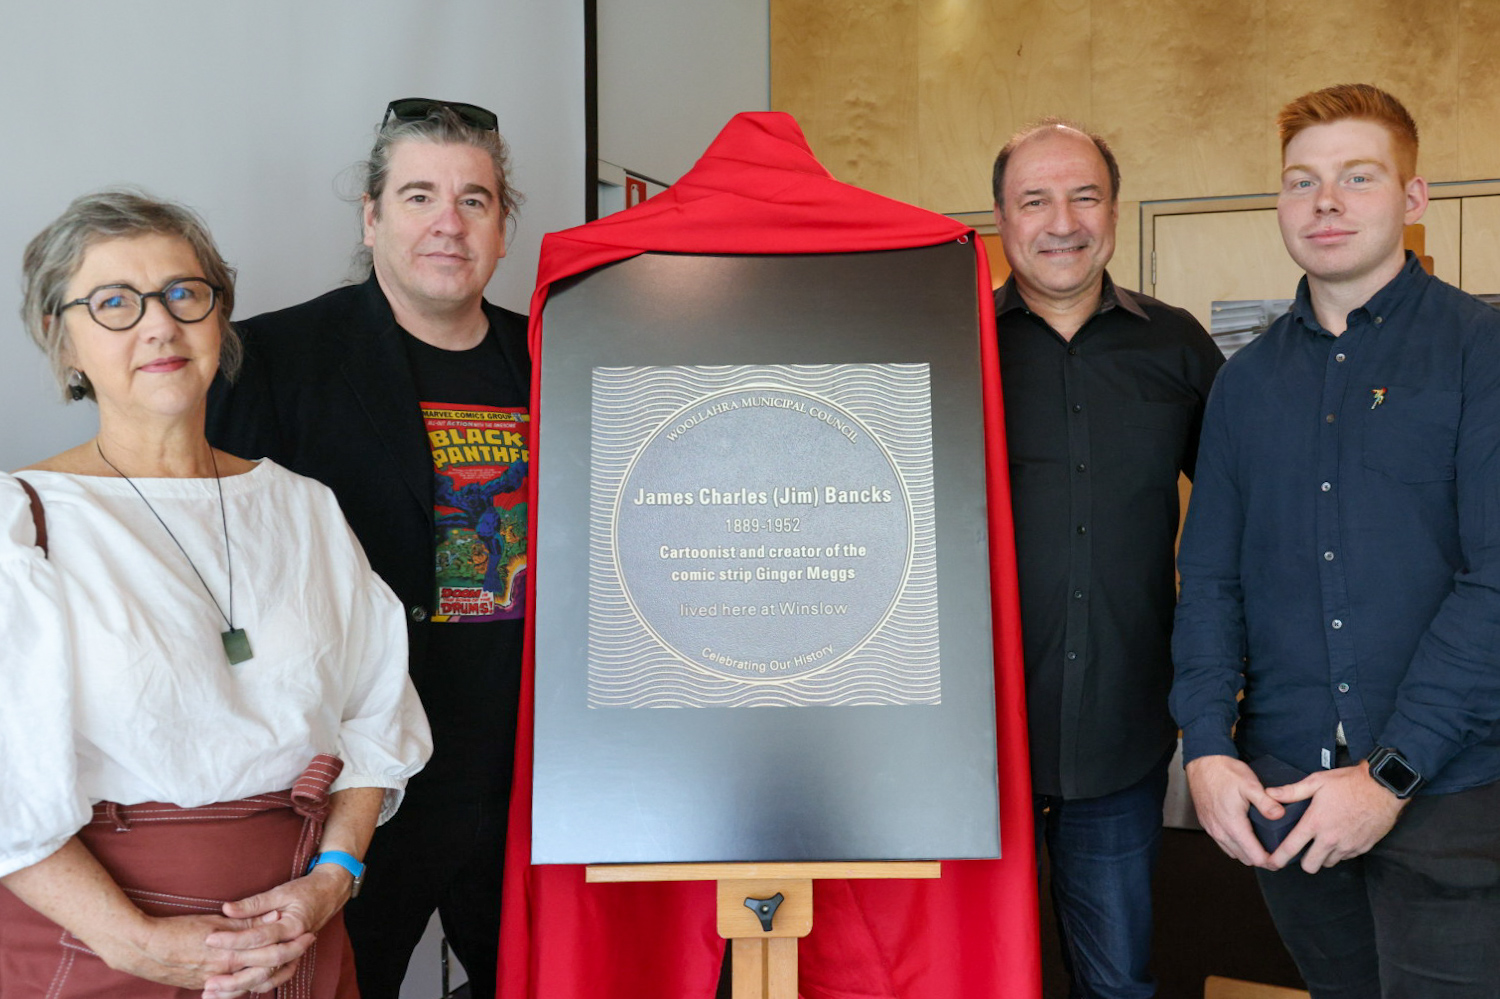 WOOLLAHRA MUNICIPAL COUNCIL
James Charles (Jim) Bancks
1889-1952
Cartoonist and creator of the
comic strip Ginger Meggs
lived here at Winslow
Celebrating Our History
MARVEL COMICS GROUP
BLACK
PANTHE
DRUMS!